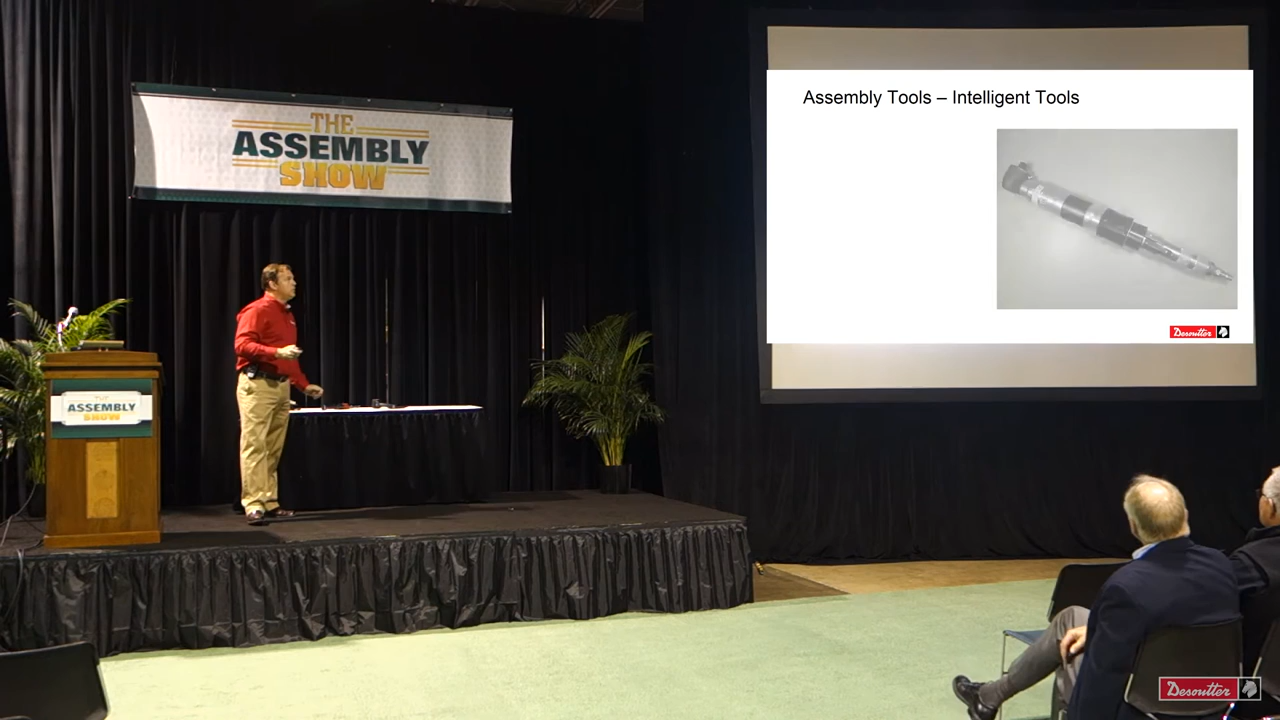 THE
ASSEMBLY
SHOW
Assembly Tools – Intelligent Tools
Desoutter
THE
ASSEMBLY
SHOW
Desoutter